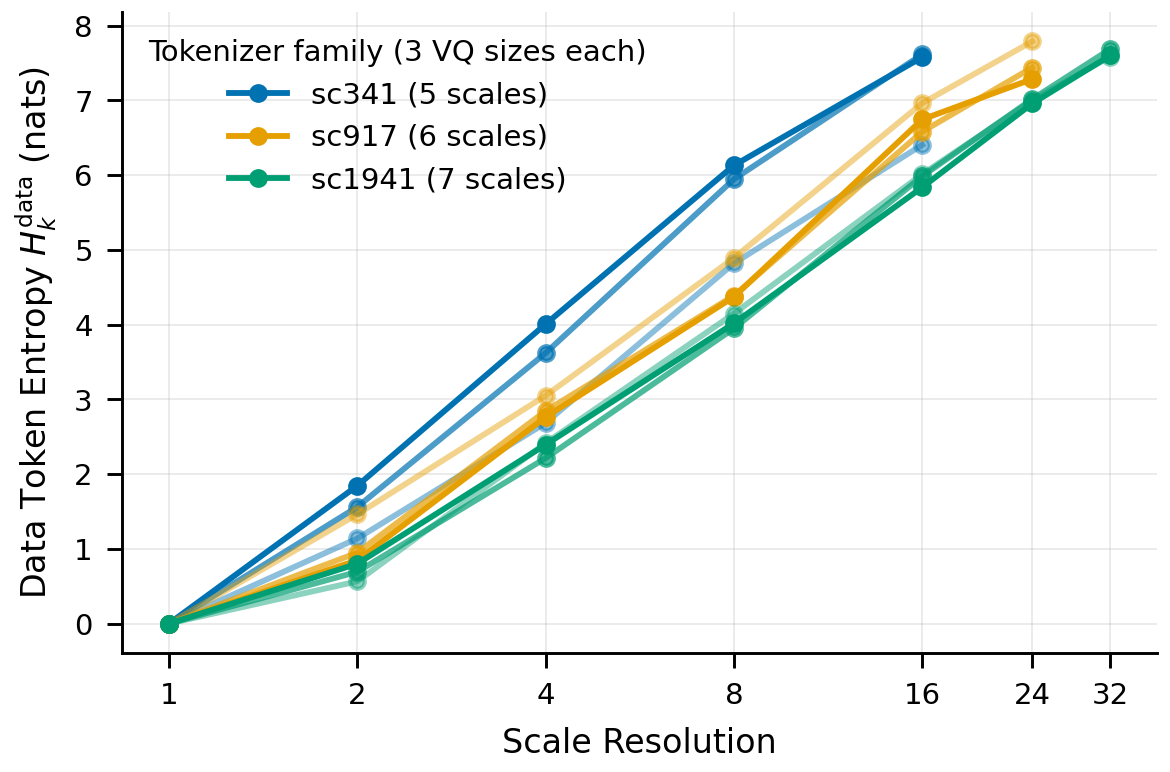 8
7
6
5
4
3
2
1
0
Data Token Entropy $H_k^{\mathrm{data}}$ (nats)
Tokenizer family (3 VQ sizes each)
sc341 (5 scales)
sc917 (6 scales)
sc1941 (7 scales)
1 2 4 8 16 24 32
Scale Resolution